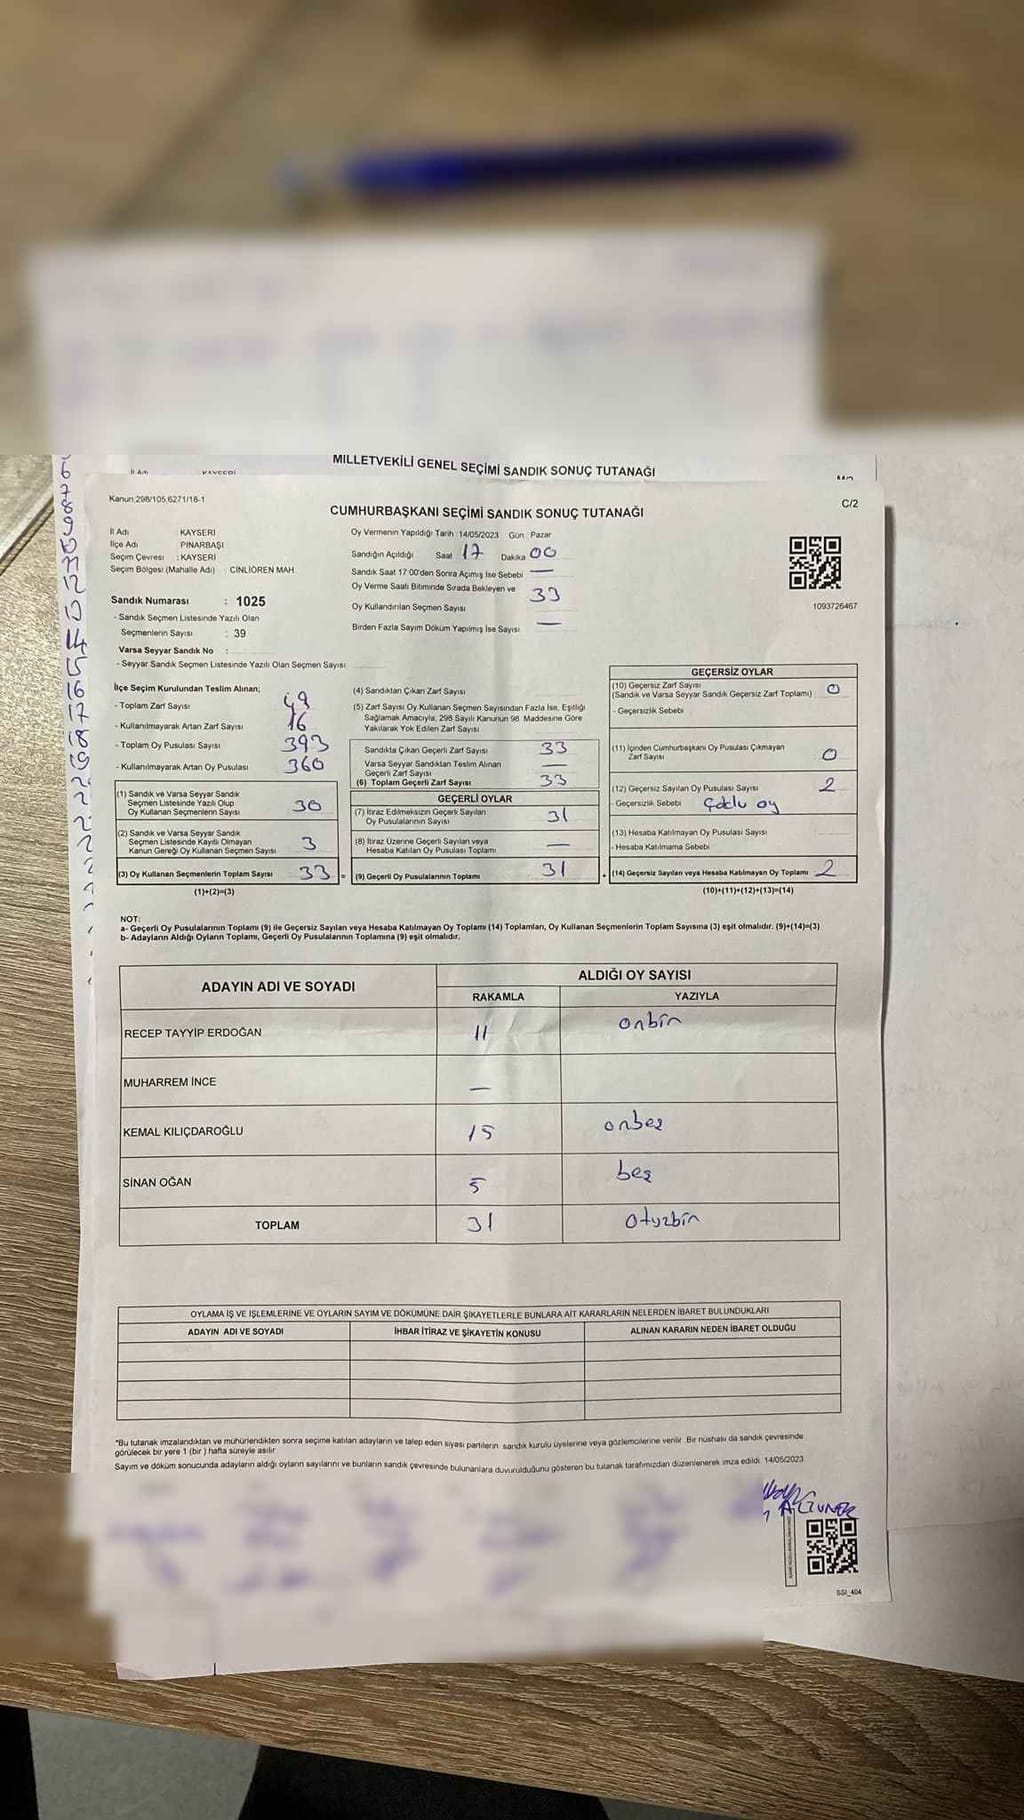 MİLLETVEKİLİ GENEL SEÇİMİ SANDIK SONUÇ TUTANAĞI
İl Adı KAYSERİ
Kanun;298/105,6271/18-1
C/2
CUMHURBAŞKANI SEÇİMİ SANDIK SONUÇ TUTANAĞI
İl Adı : KAYSERİ
İlçe Adı : PINARBAŞI
Seçim Çevresi : KAYSERİ
Seçim Bölgesi (Mahalle Adı) : CİNLİÖREN MAH
Sandık Numarası : 1025
- Sandık Seçmen Listesinde Yazılı Olan
Seçmenlerin Sayısı : 39
Varsa Seyyar Sandık No :
- Seyyar Sandık Seçmen Listesinde Yazılı Olan Seçmen Sayısı:
Oy Vermenin Yapıldığı Tarih :14/05/2023 Gün : Pazar
Sandığın Açıldığı Saat 17 Dakika 00
Sandık Saat 17:00'den Sonra Açımış İse Sebebi —
Oy Verme Saati Bitiminde Sırada Bekleyen ve
Oy Kullandırılan Seçmen Sayısı 33
Birden Fazla Sayım Döküm Yapılmış İse Sayısı —
1093726467
İlçe Seçim Kurulundan Teslim Alınan;
- Toplam Zarf Sayısı 49
- Kullanılmayarak Artan Zarf Sayısı 16
- Toplam Oy Pusulası Sayısı 393
- Kullanılmayarak Artan Oy Pusulası 360
(1) Sandık ve Varsa Seyyar Sandık
Seçmen Listesinde Yazılı Olup
Oy Kullanan Seçmenlerin Sayısı 30
(2) Sandık ve Varsa Seyyar Sandık
Seçmen Listesinde Kayıtlı Olmayan
Kanun Gereği Oy Kullanan Seçmen Sayısı 3
(3) Oy Kullanan Seçmenlerin Toplam Sayısı 33
(1)+(2)=(3)
(4) Sandıktan Çıkan Zarf Sayısı
(5) Zarf Sayısı Oy Kullanan Seçmen Sayısından Fazla İse, Eşitliği
Sağlamak Amacıyla, 298 Sayılı Kanunun 98. Maddesine Göre
Yakılarak Yok Edilen Zarf Sayısı
Sandıkta Çıkan Geçerli Zarf Sayısı 33
Varsa Seyyar Sandıktan Teslim Alınan
Geçerli Zarf Sayısı —
(6) Toplam Geçerli Zarf Sayısı 33
GEÇERLİ OYLAR
(7) İtiraz Edilmeksizin Geçerli Sayılan
Oy Pusulalarının Sayısı 31
(8) İtiraz Üzerine Geçerli Sayılan veya
Hesaba Katılan Oy Pusulası Toplamı —
= (9) Geçerli Oy Pusulalarının Toplamı 31
GEÇERSİZ OYLAR
(10) Geçersiz Zarf Sayısı
(Sandık ve Varsa Seyyar Sandık Geçersiz Zarf Toplamı) 0
- Geçersizlik Sebebi
(11) İçinden Cumhurbaşkanı Oy Pusulası Çıkmayan
Zarf Sayısı 0
(12) Geçersiz Sayılan Oy Pusulası Sayısı 2
- Geçersizlik Sebebi Çoklu oy
(13) Hesaba Katılmayan Oy Pusulası Sayısı
- Hesaba Katılmama Sebebi
+ (14) Geçersiz Sayılan veya Hesaba Katılmayan Oy Toplamı 2
(10)+(11)+(12)+(13)=(14)
NOT:
a- Geçerli Oy Pusulalarının Toplamı (9) ile Geçersiz Sayılan veya Hesaba Katılmayan Oy Toplamı (14) Toplamları, Oy Kullanan Seçmenlerin Toplam Sayısına (3) eşit olmalıdır. (9)+(14)=(3)
b- Adayların Aldığı Oyların Toplamı, Geçerli Oy Pusulalarının Toplamına (9) eşit olmalıdır.
ADAYIN ADI VE SOYADI ALDIĞI OY SAYISI
RAKAMLA YAZIYLA
RECEP TAYYİP ERDOĞAN 11 onbir
MUHARREM İNCE —
KEMAL KILIÇDAROĞLU 15 onbeş
SİNAN OĞAN 5 beş
TOPLAM 31 otuzbir
OYLAMA İŞ VE İŞLEMLERİNE VE OYLARIN SAYIM VE DÖKÜMÜNE DAİR ŞİKAYETLERLE BUNLARA AİT KARARLARIN NELERDEN İBARET BULUNDUKLARI
ADAYIN ADI VE SOYADI İHBAR İTİRAZ VE ŞİKAYETİN KONUSU ALINAN KARARIN NEDEN İBARET OLDUĞU
*Bu tutanak imzalandıktan ve mühürlendikten sonra seçime katılan adayların ve talep eden siyasi partilerin sandık kurulu üyelerine veya gözlemcilerine verilir. Bir nüshası da sandık çevresinde
görülecek bir yere 1 (bir ) hafta süreyle asılır.
Sayım ve döküm sonucunda adayların aldığı oyların sayılarını ve bunların sandık çevresinde bulunanlara duyurulduğunu gösteren bu tutanak tarafımızdan düzenlenerek imza edildi. 14/05/2023
SSI_404
6
7
8
9
10
11
12
13
14
15
16
17
18
19